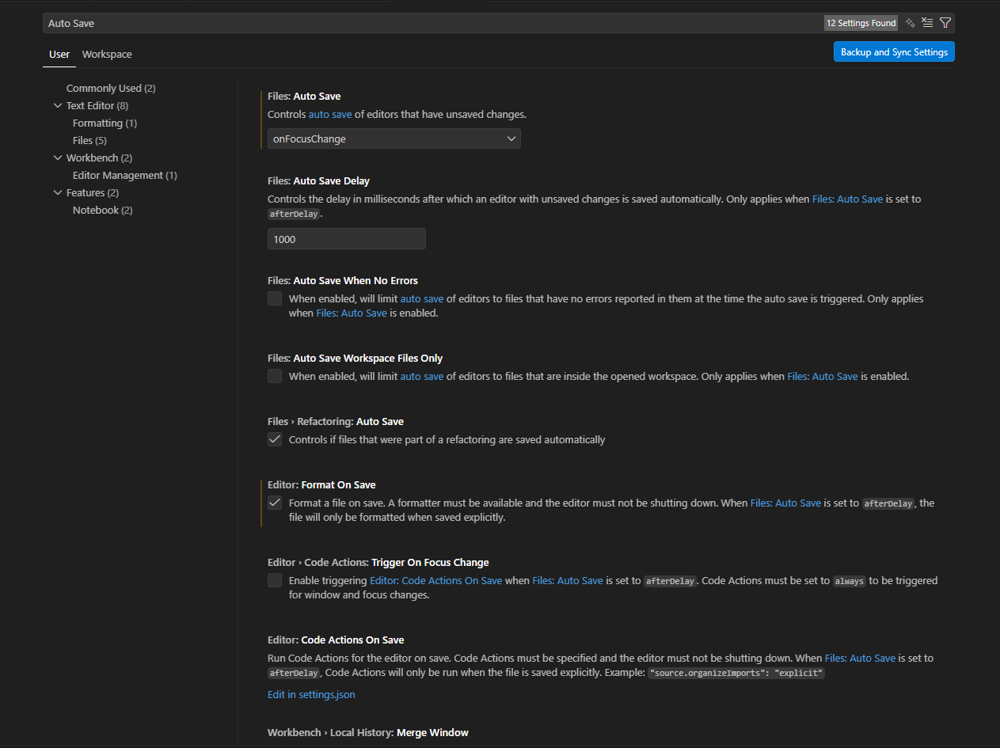 Auto Save
12 Settings Found
User
Workspace
Backup and Sync Settings
Commonly Used (2)
Text Editor (8)
Formatting (1)
Files (5)
Workbench (2)
Editor Management (1)
Features (2)
Notebook (2)
Files: Auto Save
Controls auto save of editors that have unsaved changes.
onFocusChange
Files: Auto Save Delay
Controls the delay in milliseconds after which an editor with unsaved changes is saved automatically. Only applies when Files: Auto Save is set to
afterDelay.
1000
Files: Auto Save When No Errors
When enabled, will limit auto save of editors to files that have no errors reported in them at the time the auto save is triggered. Only applies
when Files: Auto Save is enabled.
Files: Auto Save Workspace Files Only
When enabled, will limit auto save of editors to files that are inside the opened workspace. Only applies when Files: Auto Save is enabled.
Files › Refactoring: Auto Save
Controls if files that were part of a refactoring are saved automatically
Editor: Format On Save
Format a file on save. A formatter must be available and the editor must not be shutting down. When Files: Auto Save is set to afterDelay, the
file will only be formatted when saved explicitly.
Editor › Code Actions: Trigger On Focus Change
Enable triggering Editor: Code Actions On Save when Files: Auto Save is set to afterDelay. Code Actions must be set to always to be triggered
for window and focus changes.
Editor: Code Actions On Save
Run Code Actions for the editor on save. Code Actions must be specified and the editor must not be shutting down. When Files: Auto Save is set to
afterDelay, Code Actions will only be run when the file is saved explicitly. Example: "source.organizeImports": "explicit"
Edit in settings.json
Workbench › Local History: Merge Window